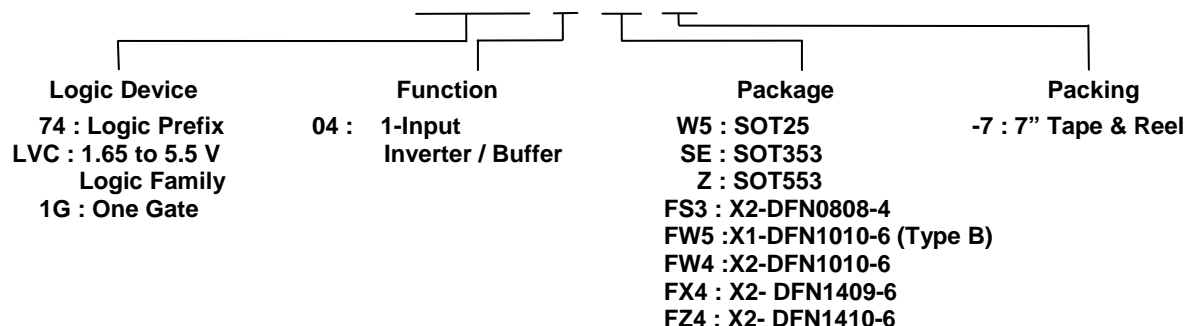 Logic Device
74 : Logic Prefix
LVC : 1.65 to 5.5 V
Logic Family
1G : One Gate
Function
04 : 1-Input
Inverter / Buffer
Package
W5 : SOT25
SE : SOT353
Z : SOT553
FS3 : X2-DFN0808-4
FW5 :X1-DFN1010-6 (Type B)
FW4 :X2-DFN1010-6
FX4 : X2- DFN1409-6
FZ4 : X2- DFN1410-6
Packing
-7 : 7” Tape & Reel